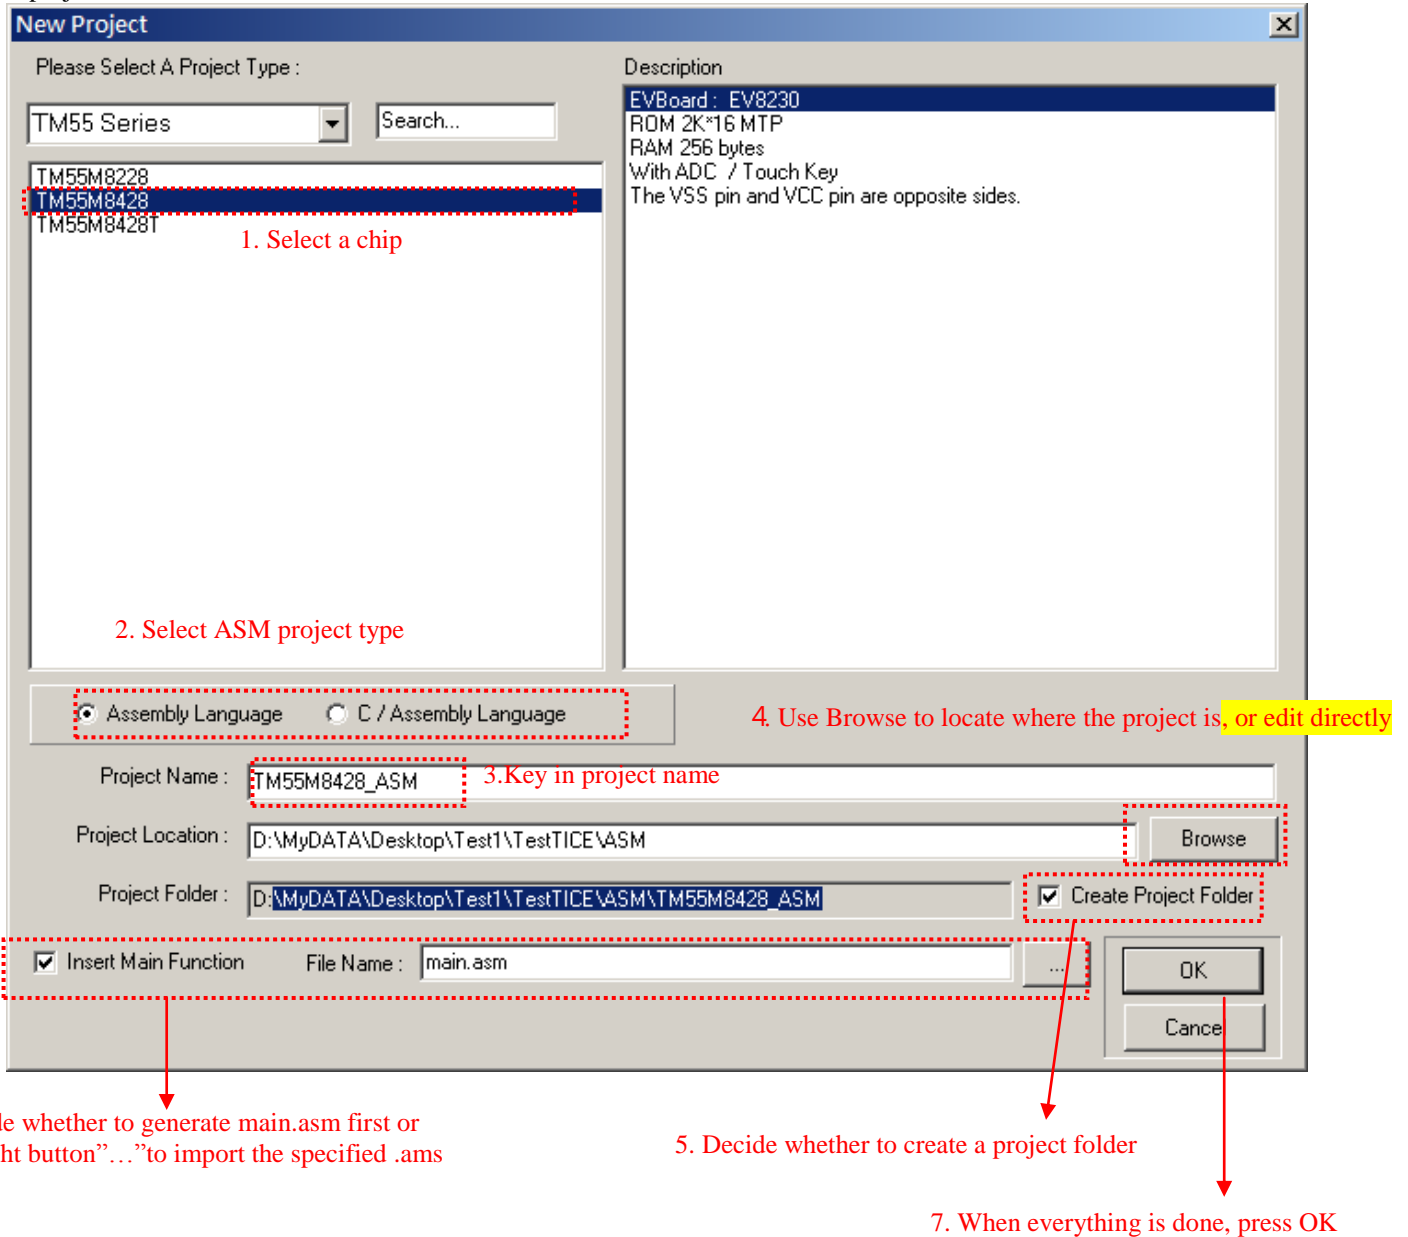 New Project
Please Select A Project Type :
Description
TM55 Series
Search...
EVBoard : EV8230
ROM 2K*16 MTP
RAM 256 bytes
With ADC / Touch Key
The VSS pin and VCC pin are opposite sides.
TM55M8228
TM55M8428
TM55M8428T
1. Select a chip
2. Select ASM project type
Assembly Language
C / Assembly Language
4. Use Browse to locate where the project is, or edit directly
Project Name :
TM55M8428_ASM
3.Key in project name
Project Location :
D:\MyDATA\Desktop\Test1\TestTICE\ASM
Browse
Project Folder :
D:\MyDATA\Desktop\Test1\TestTICE\ASM\TM55M8428_ASM
Create Project Folder
Insert Main Function
File Name :
main.asm
...
OK
Cancel
whether to generate main.asm first or
button”…”to import the specified .ams
5. Decide whether to create a project folder
7. When everything is done, press OK